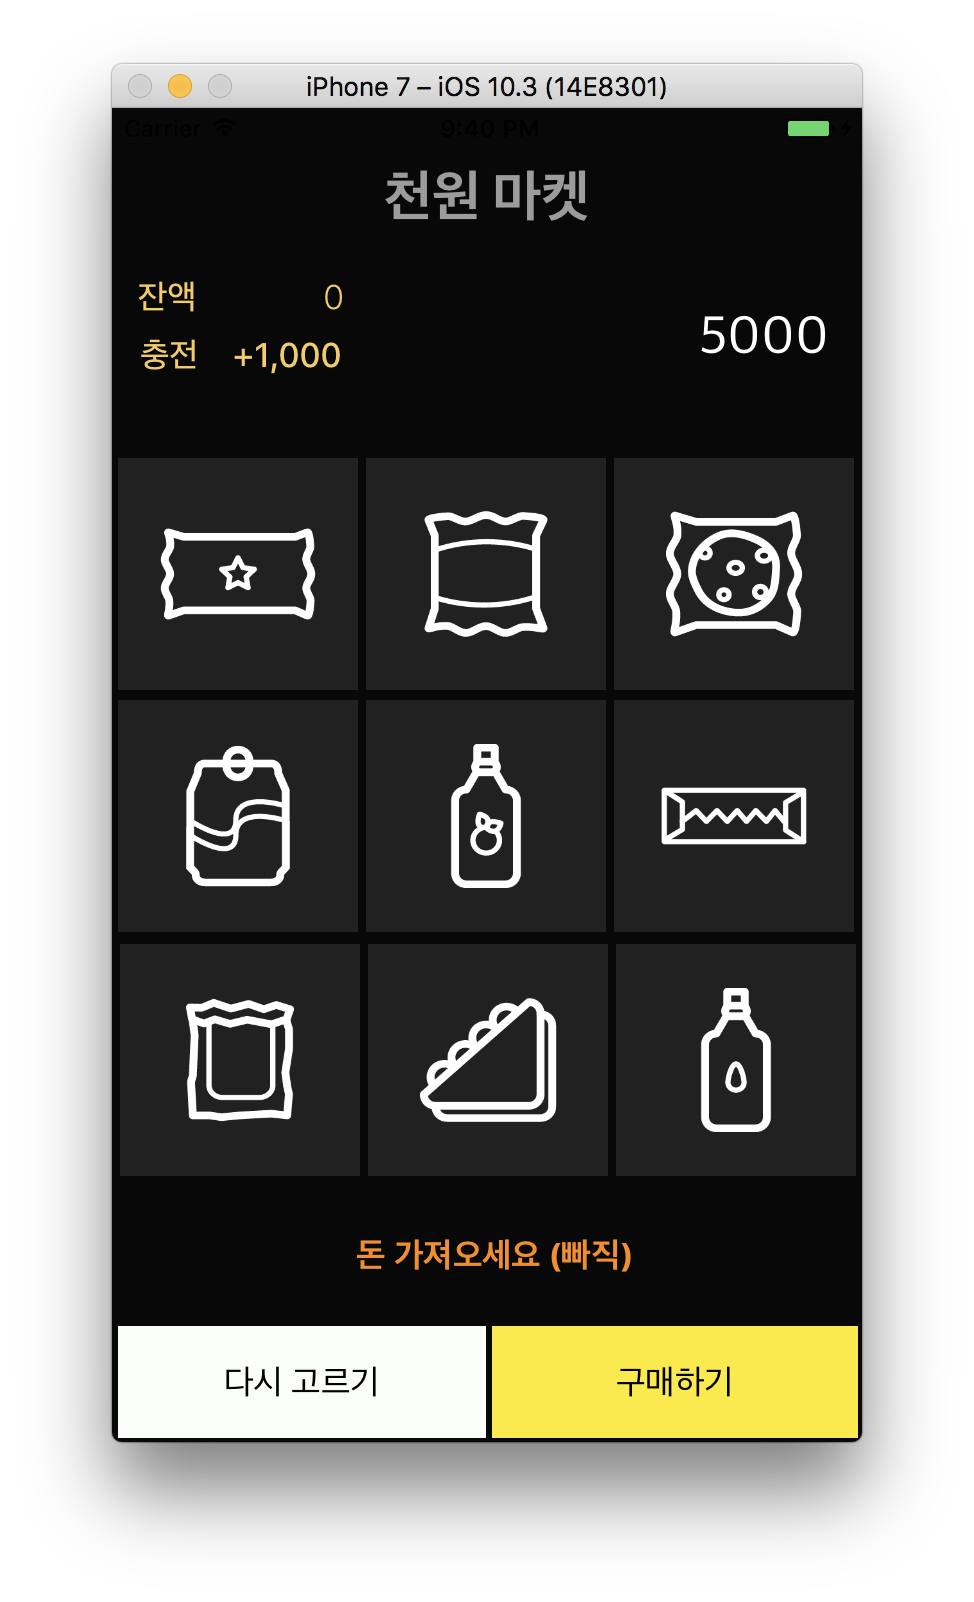 iPhone 7 – iOS 10.3 (14E8301)
Carrier 9:40 PM
천원 마켓
잔액 0
충전 +1,000
5000
돈 가져오세요 (빠직)
다시 고르기 구매하기